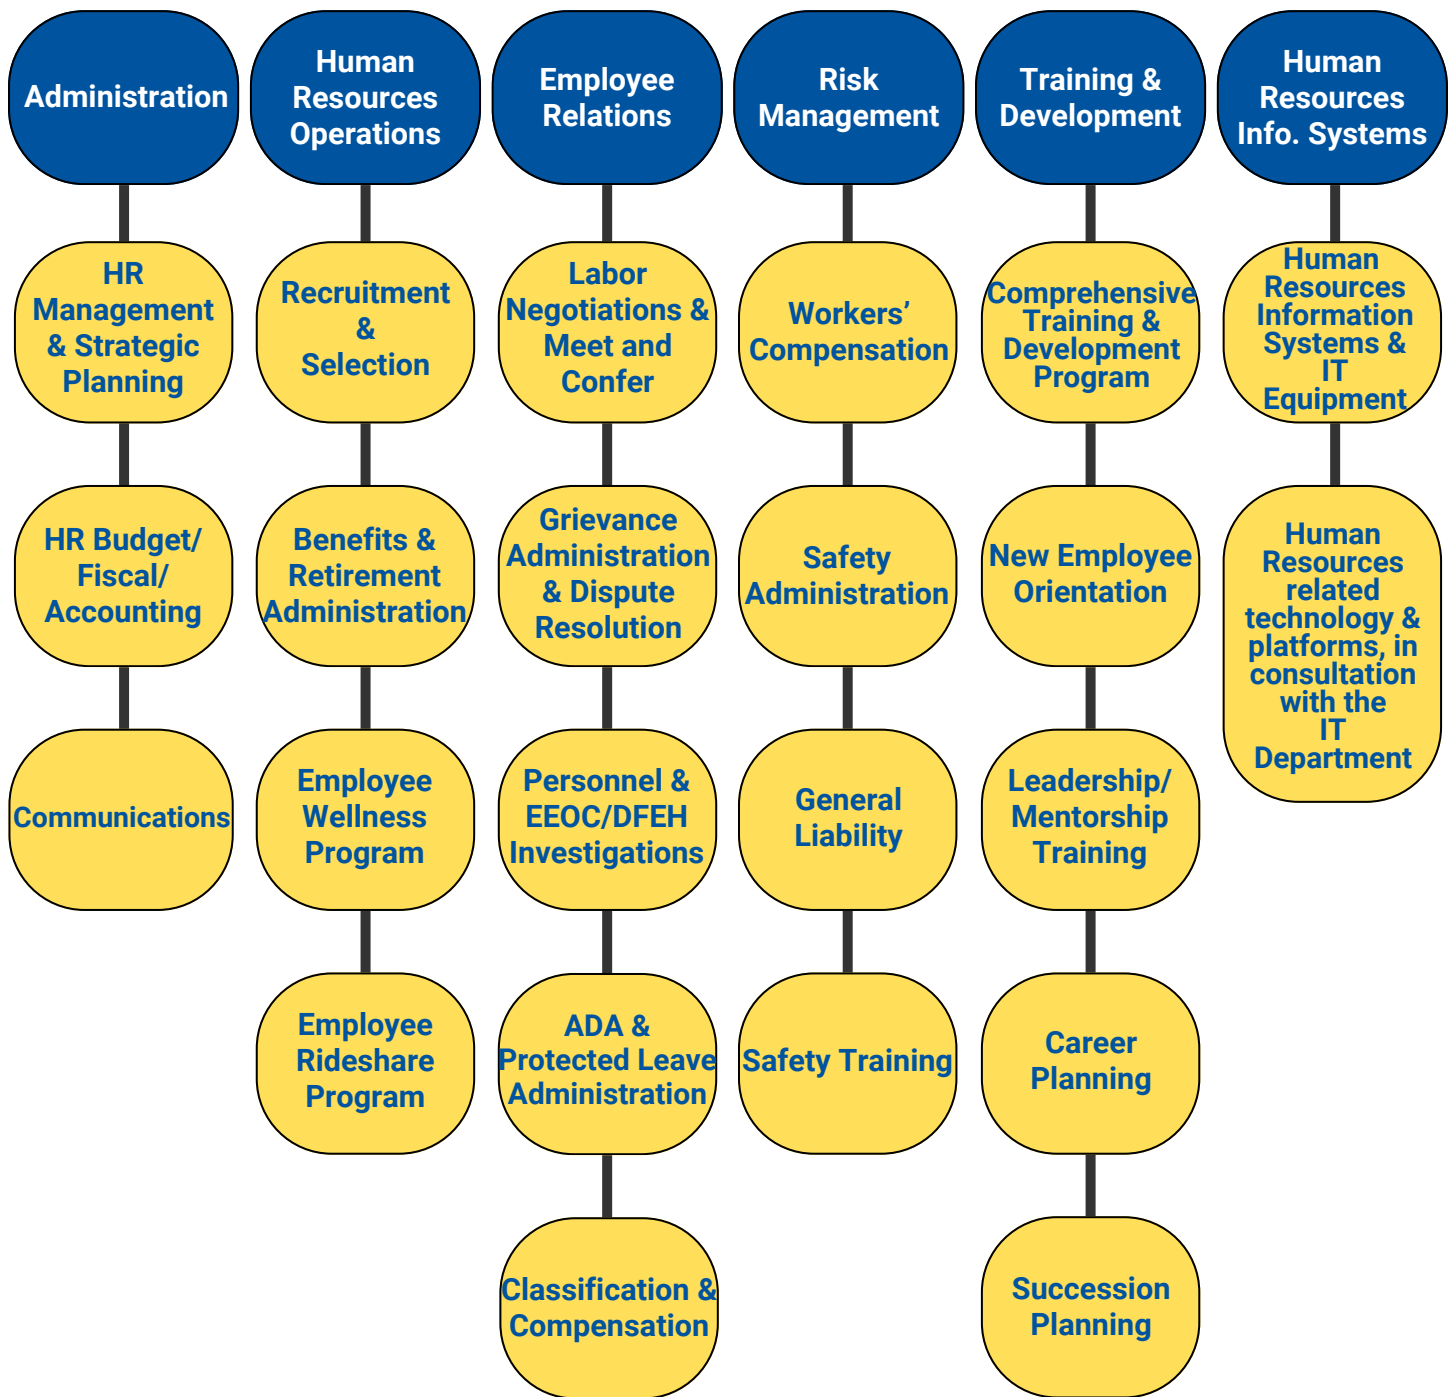 Administration
Human
Resources
Operations
Employee
Relations
Risk
Management
Training &
Development
Human
Resources
Info. Systems
HR
Management
& Strategic
Planning
Recruitment
&
Selection
Labor
Negotiations &
Meet and
Confer
Workers’
Compensation
Comprehensive
Training &
Development
Program
Human
Resources
Information
Systems &
IT
Equipment
HR Budget/
Fiscal/
Accounting
Benefits &
Retirement
Administration
Grievance
Administration
& Dispute
Resolution
Safety
Administration
New Employee
Orientation
Human
Resources
related
technology &
platforms, in
consultation
with the
IT
Department
Communications
Employee
Wellness
Program
Personnel &
EEOC/DFEH
Investigations
General
Liability
Leadership/
Mentorship
Training
Employee
Rideshare
Program
ADA &
Protected Leave
Administration
Safety Training
Career
Planning
Classification &
Compensation
Succession
Planning